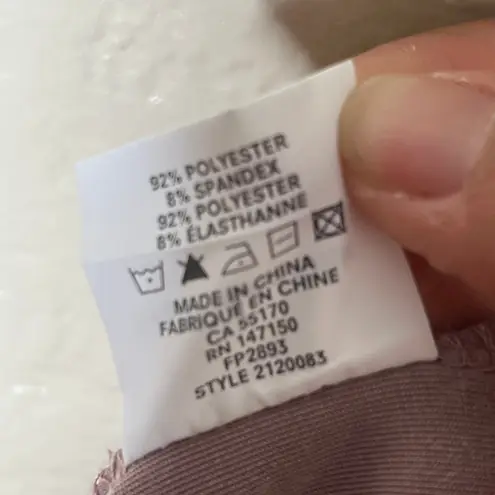 92% POLYESTER
8% SPANDEX
92% POLYESTER
8% ÉLASTHANNE
MADE IN CHINA
FABRIQUÉ EN CHINE
CA 55170
RN 147150
FP2893
STYLE 2120083